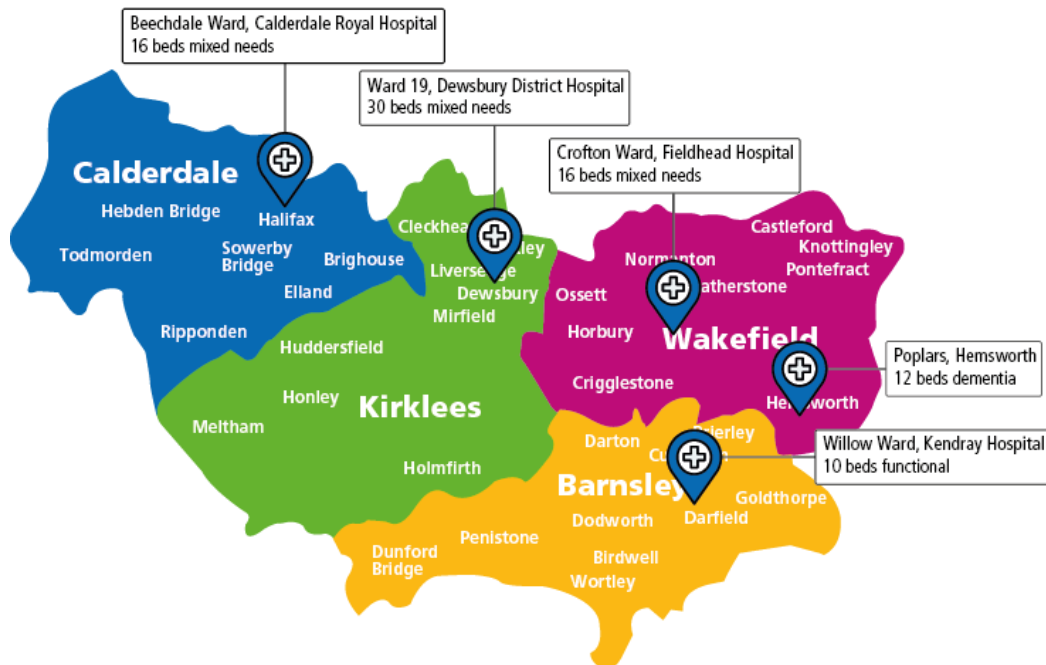 Beechdale Ward, Calderdale Royal Hospital
16 beds mixed needs
Ward 19, Dewsbury District Hospital
30 beds mixed needs
Crofton Ward, Fieldhead Hospital
16 beds mixed needs
Calderdale
Hebden Bridge
Halifax
Todmorden
Sowerby
Bridge
Brighouse
Elland
Ripponden
Liversedge
Dewsbury
Mirfield
Huddersfield
Honley
Kirklees
Meltham
Holmfirth
Castleford
Knottingley
Normanton
Pontefract
Ossett
Horbury
Wakefield
Crigglestone
Hemsworth
Poplars, Hemsworth
12 beds dementia
Willow Ward, Kendray Hospital
10 beds functional
Darton
Brierley
Barnsley
Goldthorpe
Dodworth
Darfield
Penistone
Dunford
Bridge
Birdwell
Wortley